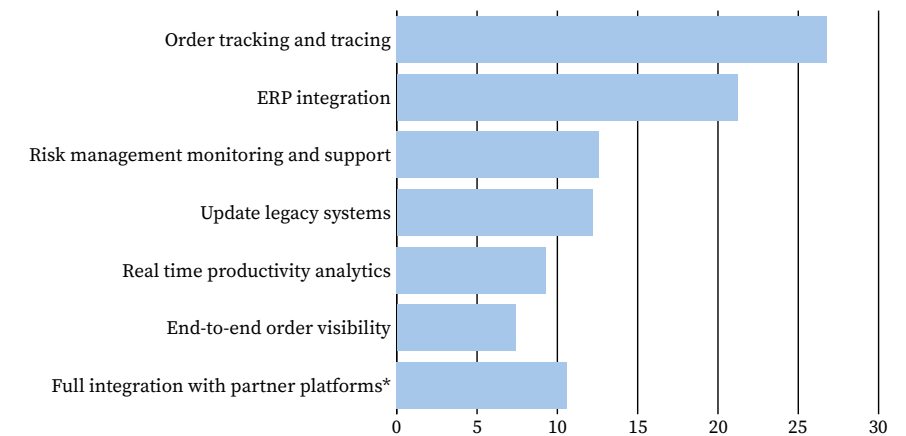 Order tracking and tracing
ERP integration
Risk management monitoring and support
Update legacy systems
Real time productivity analytics
End-to-end order visibility
Full integration with partner platforms*
0 5 10 15 20 25 30